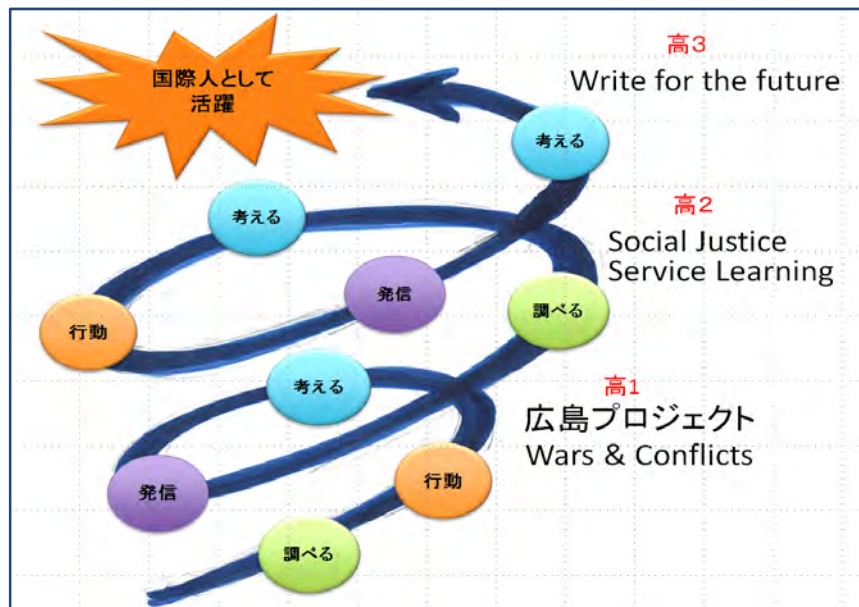 国際人として
活躍
高3
Write for the future
考える
考える
高2
Social Justice
Service Learning
発信
調べる
行動
考える
高1
広島プロジェクト
Wars & Conflicts
行動
発信
調べる